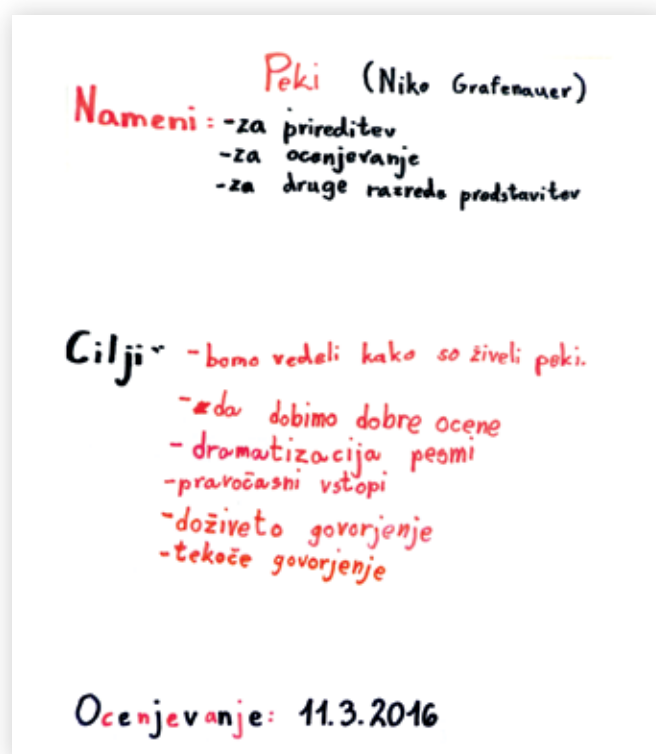 Peki (Niko Grafenauer)
Nameni: -za prireditev
-za ocenjevanje
-za druge razrede predstavitev
Cilji- -bomo vedeli kako so živeli peki.
-da dobimo dobre ocene
-dramatizacija pesmi
-pravočasni vstopi
-doživeto govorjenje
-tekoče govorjenje
Ocenjevanje: 11.3.2016